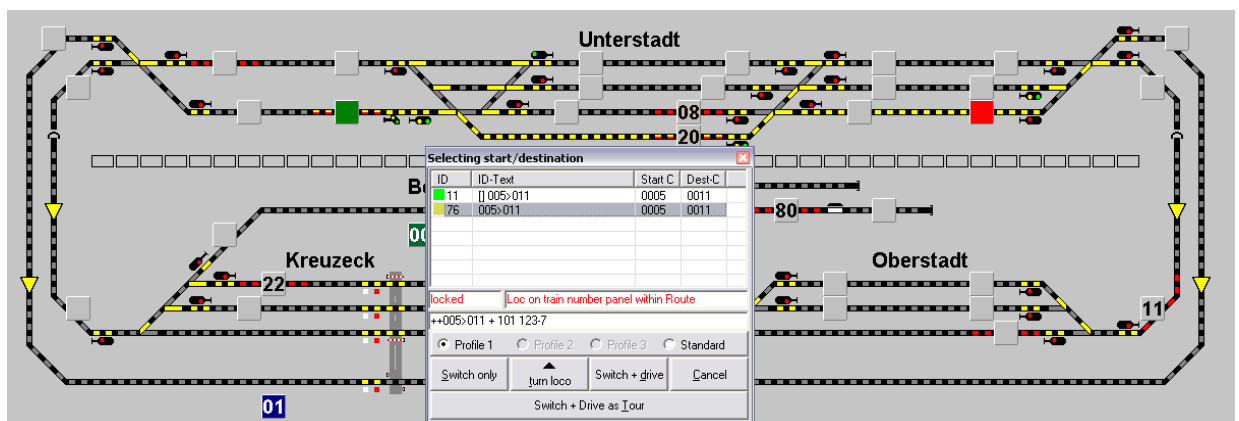 Unterstadt
08
20
Selecting start/destination
ID ID-Text Start C Dest-C
11 [] 005>011 0005 0011
76 005>011 0005 0011
80
Kreuzeck
Oberstadt
22
locked Loc on train number panel within Route
11
++005>011 + 101 123-7
Profile 1 Profile 2 Profile 3 Standard
Switch only turn loco Switch + drive Cancel
01
Switch + Drive as Tour